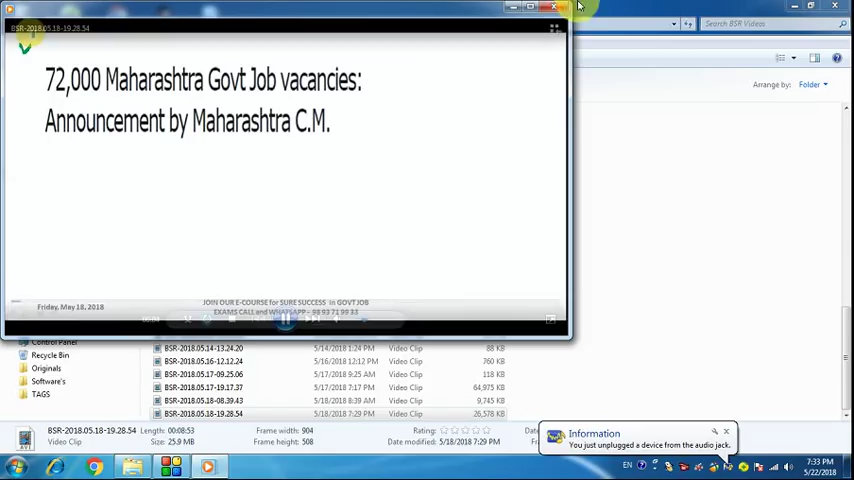 BSR-2018.05.18-19.28.54
72,000 Maharashtra Govt Job vacancies:
Announcement by Maharashtra C.M.
Friday, May 18, 2018
JOIN OUR E-COURSE for SURE SUCCESS in GOVT JOB
EXAMS CALL and WHATSAPP - 98 93 71 99 33
Search BSR Videos
Arrange by: Folder
Control Panel
Recycle Bin
Originals
Software's
TAGS
BSR-2018.05.14-13.24.20 5/14/2018 1:24 PM Video Clip 88 KB
BSR-2018.05.16-12.12.24 5/16/2018 12:12 PM Video Clip 760 KB
BSR-2018.05.17-09.25.06 5/17/2018 9:25 AM Video Clip 118 KB
BSR-2018.05.17-19.17.37 5/17/2018 7:17 PM Video Clip 64,975 KB
BSR-2018.05.18-08.39.43 5/18/2018 8:39 AM Video Clip 9,745 KB
BSR-2018.05.18-19.28.54 5/18/2018 7:29 PM Video Clip 26,578 KB
BSR-2018.05.18-19.28.54 Length: 00:08:53 Frame width: 904 Rating:
Video Clip Size: 25.9 MB Frame height: 508 Date modified: 5/18/2018 7:29 PM
Information
You just unplugged a device from the audio jack.
EN
7:33 PM
5/22/2018